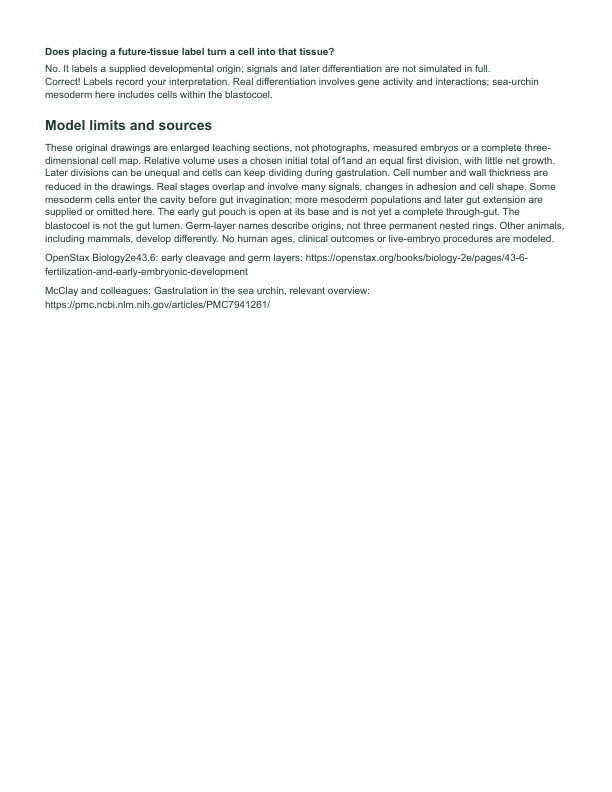 Does placing a future-tissue label turn a cell into that tissue?
No. It labels a supplied developmental origin; signals and later differentiation are not simulated in full.
Correct! Labels record your interpretation. Real differentiation involves gene activity and interactions; sea-urchin
mesoderm here includes cells within the blastocoel.
Model limits and sources
These original drawings are enlarged teaching sections, not photographs, measured embryos or a complete three-
dimensional cell map. Relative volume uses a chosen initial total of1and an equal first division, with little net growth.
Later divisions can be unequal and cells can keep dividing during gastrulation. Cell number and wall thickness are
reduced in the drawings. Real stages overlap and involve many signals, changes in adhesion and cell shape. Some
mesoderm cells enter the cavity before gut invagination; more mesoderm populations and later gut extension are
supplied or omitted here. The early gut pouch is open at its base and is not yet a complete through-gut. The
blastocoel is not the gut lumen. Germ-layer names describe origins, not three permanent nested rings. Other animals,
including mammals, develop differently. No human ages, clinical outcomes or live-embryo procedures are modeled.
OpenStax Biology2e43.6: early cleavage and germ layers: https://openstax.org/books/biology-2e/pages/43-6-
fertilization-and-early-embryonic-development
McClay and colleagues: Gastrulation in the sea urchin, relevant overview:
https://pmc.ncbi.nlm.nih.gov/articles/PMC7941261/